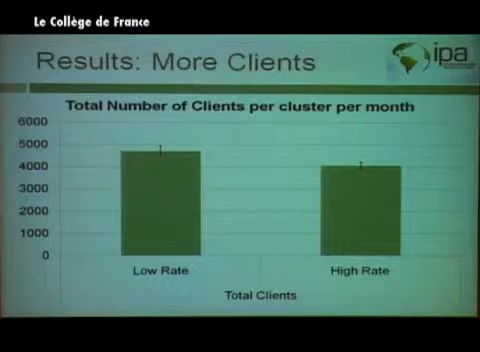 Le Collège de France
Results: More Clients
ipa
Total Number of Clients per cluster per month
6000
5000
4000
3000
2000
1000
0
Low Rate
High Rate
Total Clients